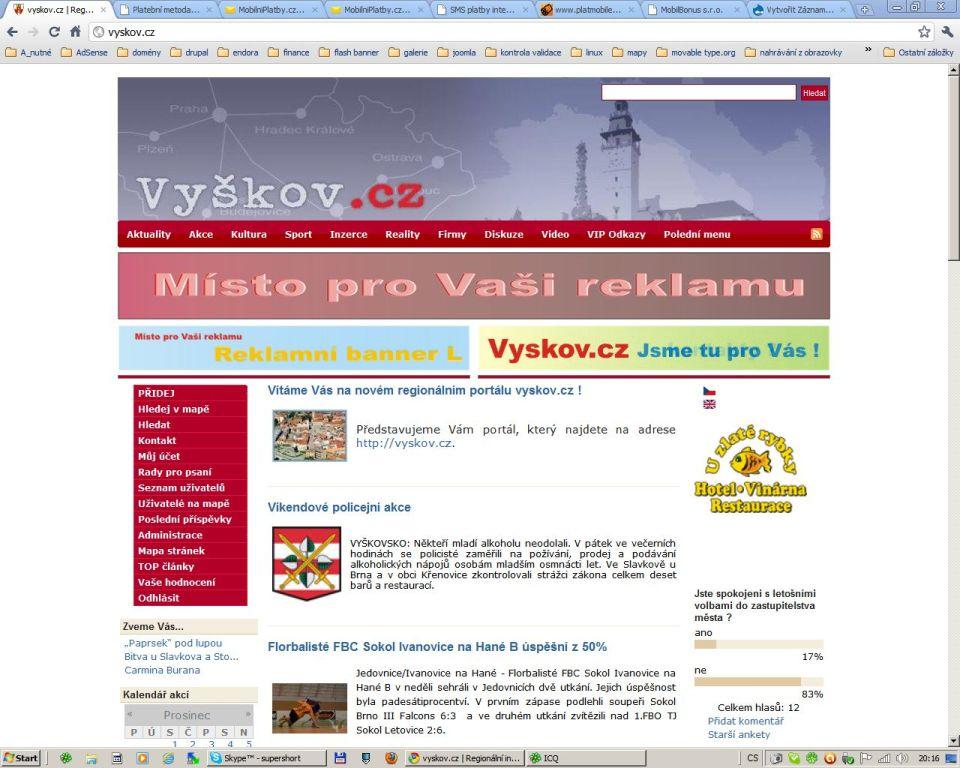 vyskov.cz | Reg...
Platební metoda...
MobilníPlatby.cz...
MobilníPlatby.cz...
SMS platby inte...
www.platmobile...
MobilBonus s.r.o.
Vytvořit Záznam...
vyskov.cz
A_nutné
AdSense
domény
drupal
endora
finance
flash banner
galerie
joomla
kontrola validace
linux
mapy
movable type.org
nahrávání z obrazovky
»
Ostatní záložky
Praha
Hradec Králové
Plzeň
Ostrava
Hledat
Vyškov.cz
Aktuality
Akce
Kultura
Sport
Inzerce
Reality
Firmy
Diskuze
Video
VIP Odkazy
Polední menu
Místo pro Vaši reklamu
Místo pro Vaši reklamu
Reklamní banner L
Vyskov.cz Jsme tu pro Vás !
PŘIDEJ
Hledej v mapě
Hledat
Kontakt
Můj účet
Rady pro psaní
Seznam uživatelů
Uživatelé na mapě
Poslední příspěvky
Administrace
Mapa stránek
TOP články
Vaše hodnocení
Odhlásit
Zveme Vás...
„Paprsek“ pod lupou
Bitva u Slavkova a Sto...
Carmina Burana
Kalendář akcí
« Prosinec »
P Ú S Č P S N
1 2 3 4 5
Vítáme Vás na novém regionálním portálu vyskov.cz !
Představujeme Vám portál, který najdete na adrese
http://vyskov.cz.
Víkendové policejní akce
VYŠKOVSKO: Někteří mladí alkoholu neodolali. V pátek ve večerních
hodinách se policisté zaměřili na požívání, prodej a podávání
alkoholických nápojů osobám mladším osmnácti let. Ve Slavkově u
Brna a v obci Křenovice zkontrolovali strážci zákona celkem deset
barů a restaurací.
Florbalisté FBC Sokol Ivanovice na Hané B úspěšní z 50%
Jedovnice/Ivanovice na Hané - Florbalisté FBC Sokol Ivanovice na
Hané B v neděli sehráli v Jedovnicích dvě utkání. Jejich úspěšnost
byla padesátiprocentví. V prvním zápase podlehli soupeři Sokol
Brno III Falcons 6:3 a ve druhém utkání zvítězili nad 1.FBO TJ
Sokol Letovice 2:6.
U zlaté rybky
Hotel•Vinárna
Restaurace
Jste spokojeni s letošními
volbami do zastupitelstva
města ?
ano
17%
ne
83%
Celkem hlasů: 12
Přidat komentář
Starší ankety
Start
Skype™ - supershort
vyskov.cz | Regionální in...
ICQ
CS
20:16